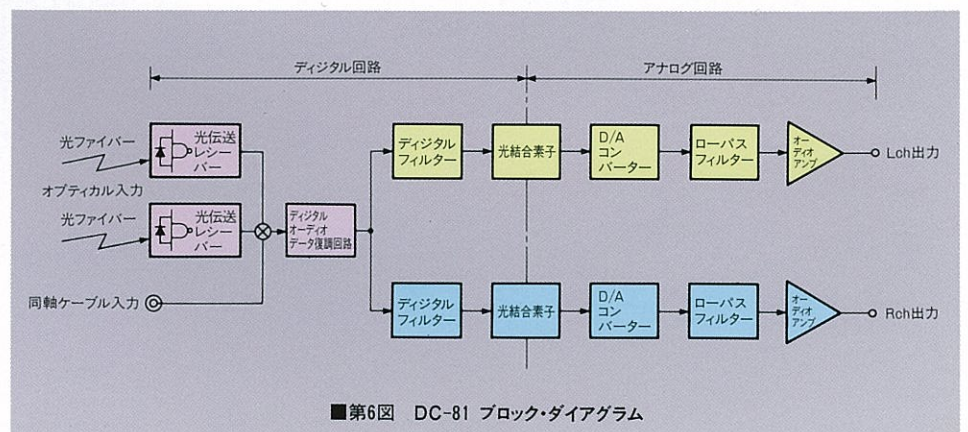 ディジタル回路
アナログ回路
光ファイバー
光伝送
レシー
バー
オプティカル入力
光ファイバー
光伝送
レシー
バー
同軸ケーブル入力
ディジタル
オーディオ
データ復調回路
ディジタル
フィルター
光結合素子
D/A
コン
バーター
ローパス
フィルター
オー
ディオ
アンプ
Lch出力
ディジタル
フィルター
光結合素子
D/A
コン
バーター
ローパス
フィルター
オー
ディオ
アンプ
Rch出力
■第6図 DC-81 ブロック・ダイアグラム